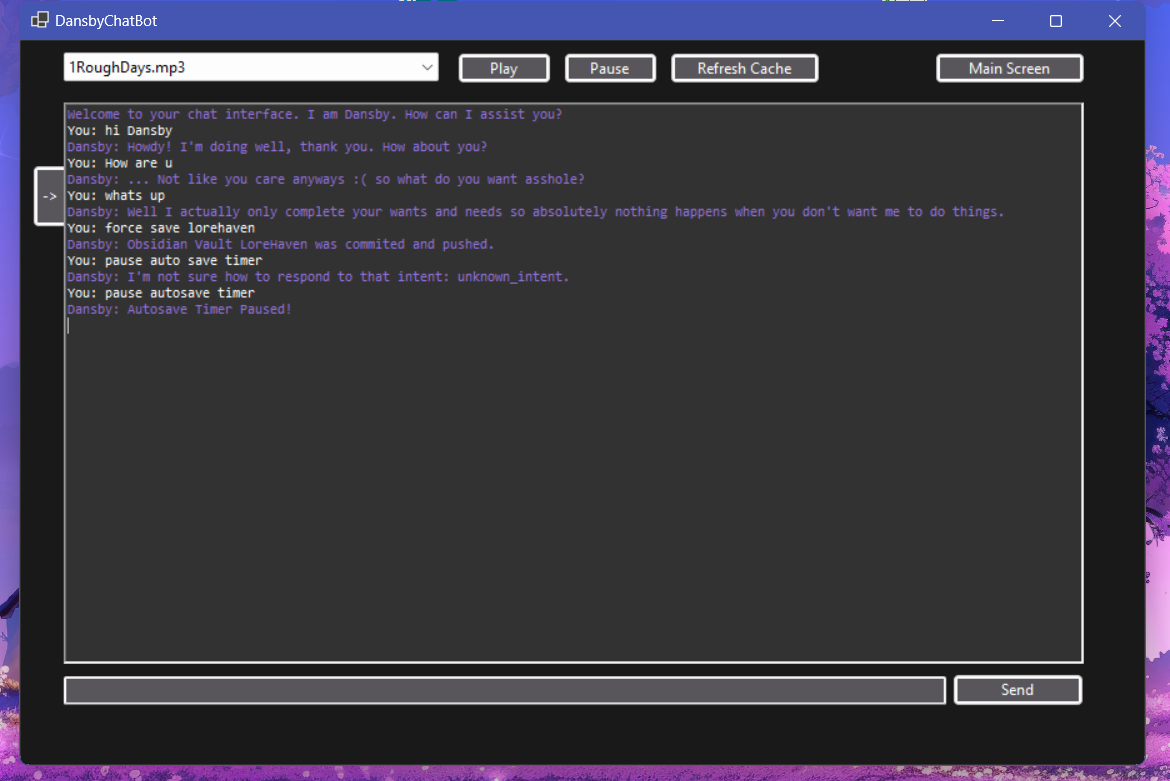 DansbyChatBot
1RoughDays.mp3
Play
Pause
Refresh Cache
Main Screen
Welcome to your chat interface. I am Dansby. How can I assist you?
You: hi Dansby
Dansby: Howdy! I'm doing well, thank you. How about you?
You: How are u
Dansby: ... Not like you care anyways :( so what do you want asshole?
->
You: whats up
Dansby: Well I actually only complete your wants and needs so absolutely nothing happens when you don't want me to do things.
You: force save lorehaven
Dansby: Obsidian Vault LoreHaven was commited and pushed.
You: pause auto save timer
Dansby: I'm not sure how to respond to that intent: unknown_intent.
You: pause autosave timer
Dansby: Autosave Timer Paused!
Send